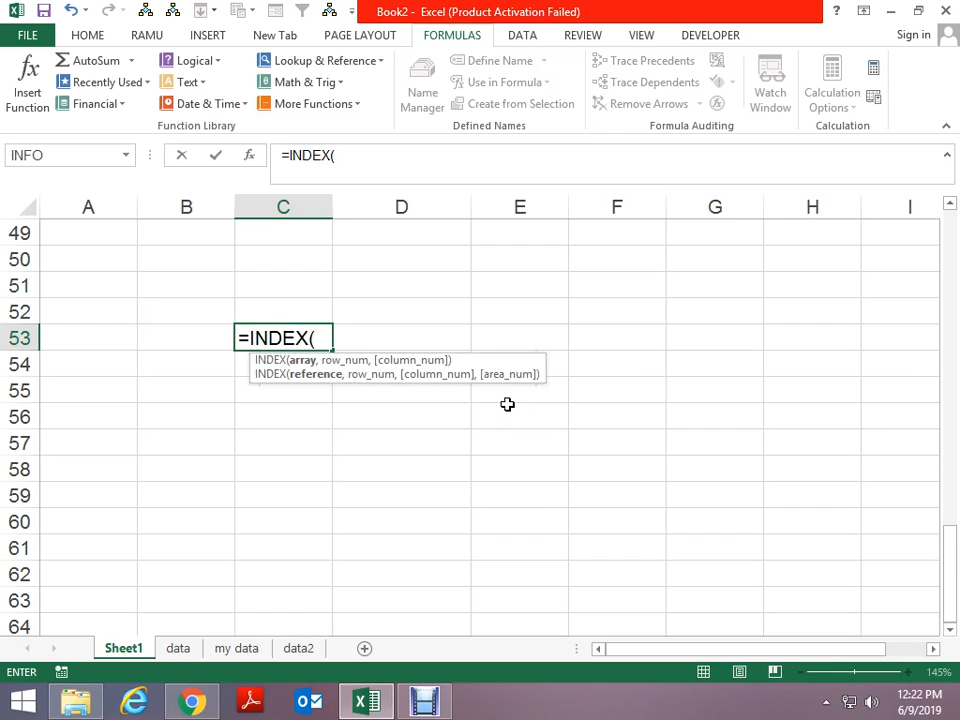 Book2 - Excel (Product Activation Failed)
?
FILE HOME RAMU INSERT New Tab PAGE LAYOUT FORMULAS DATA REVIEW VIEW DEVELOPER Sign in
fx Insert Function
AutoSum
Recently Used
Financial
Logical
Text
Date & Time
Lookup & Reference
Math & Trig
More Functions
Function Library
Name Manager
Define Name
Use in Formula
Create from Selection
Defined Names
Trace Precedents
Trace Dependents
Remove Arrows
Formula Auditing
Watch Window
Calculation Options
Calculation
INFO fx =INDEX(
A B C D E F G H I
49
50
51
52
53 =INDEX(
INDEX(array, row_num, [column_num])
INDEX(reference, row_num, [column_num], [area_num])
54
55
56
57
58
59
60
61
62
63
64
Sheet1 data my data data2
ENTER 145%
12:22 PM
6/9/2019